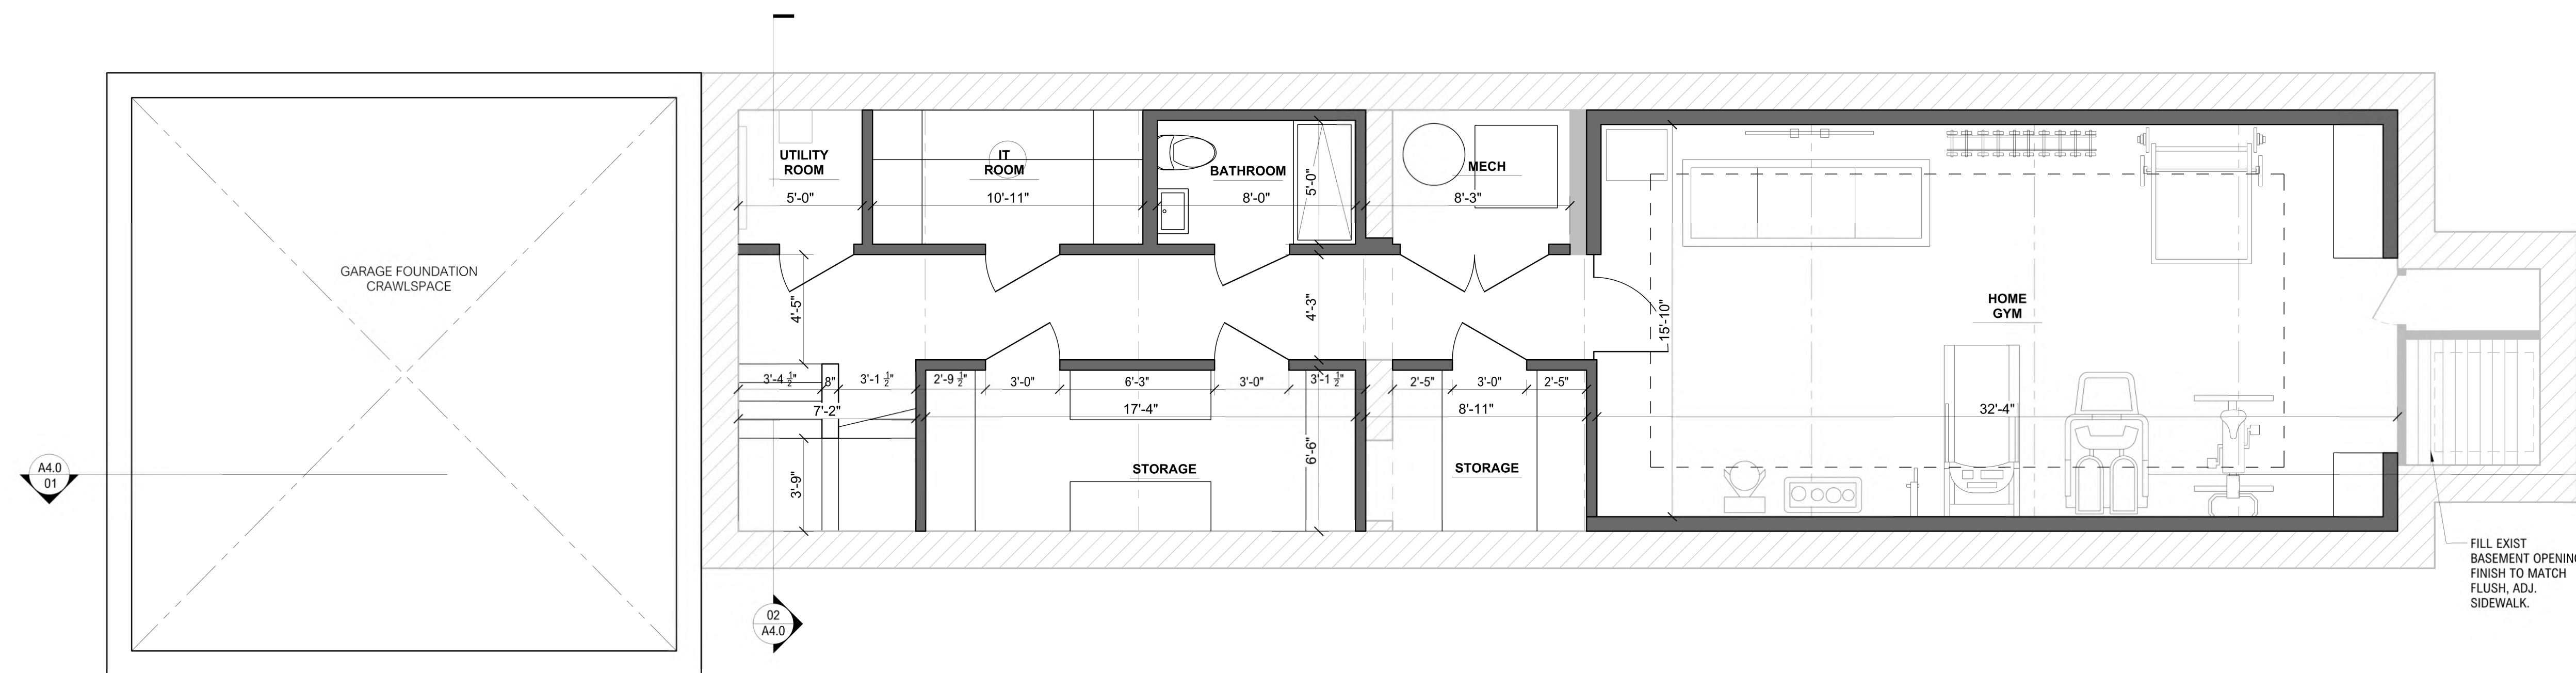 UTILITY
ROOM
5'-0"
IT
ROOM
10'-11"
BATHROOM
8'-0"
5'-0"
MECH
8'-3"
GARAGE FOUNDATION
CRAWLSPACE
4'-5"
4'-3"
15'-10"
HOME
GYM
3'-4 1/2"
8"
3'-1 1/2"
2'-9 1/2"
3'-0"
6'-3"
3'-0"
3'-1 1/2"
2'-5"
3'-0"
2'-5"
7'-2"
17'-4"
8'-11"
32'-4"
6'-6"
3'-9"
STORAGE
STORAGE
A4.0
01
FILL EXIST
BASEMENT OPENING
FINISH TO MATCH
FLUSH, ADJ.
SIDEWALK.
02
A4.0